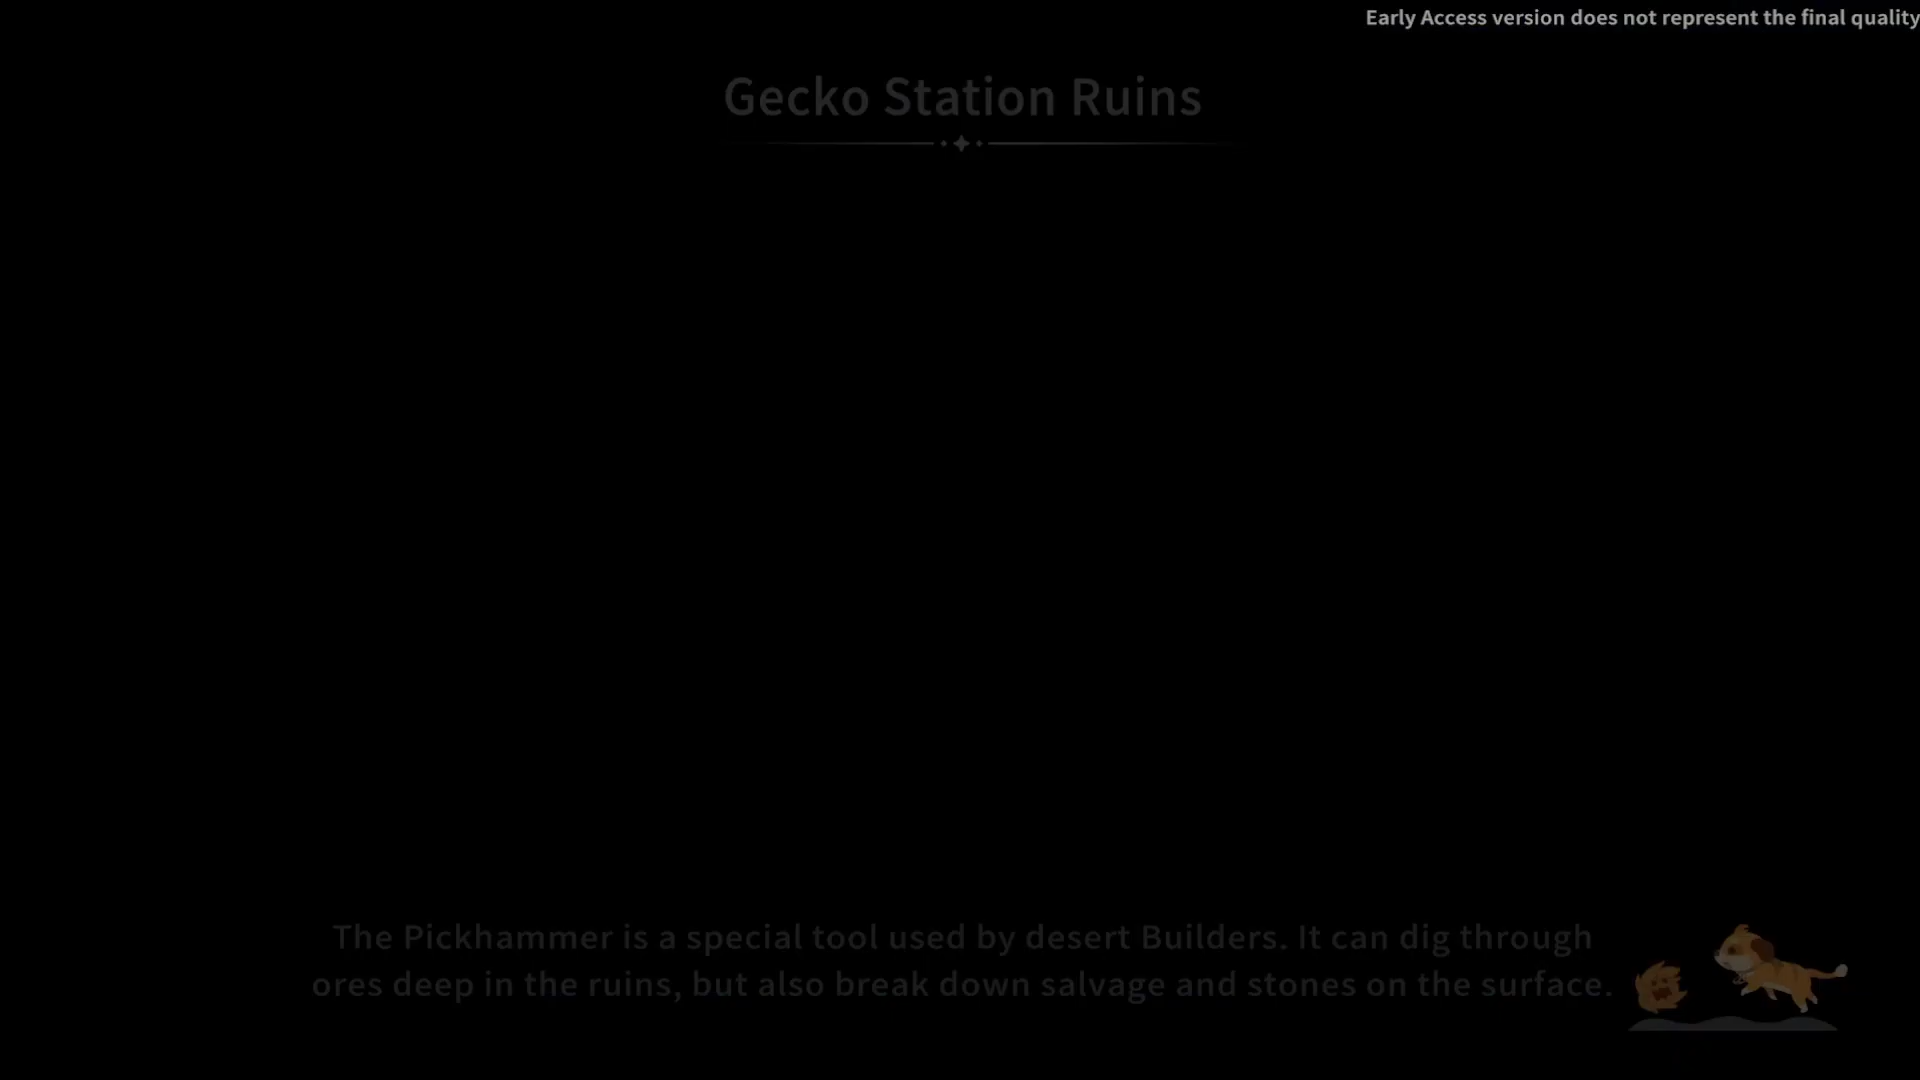 Early Access version does not represent the final quality
Gecko Station Ruins
The Pickhammer is a special tool used by desert Builders. It can dig through
ores deep in the ruins, but also break down salvage and stones on the surface.